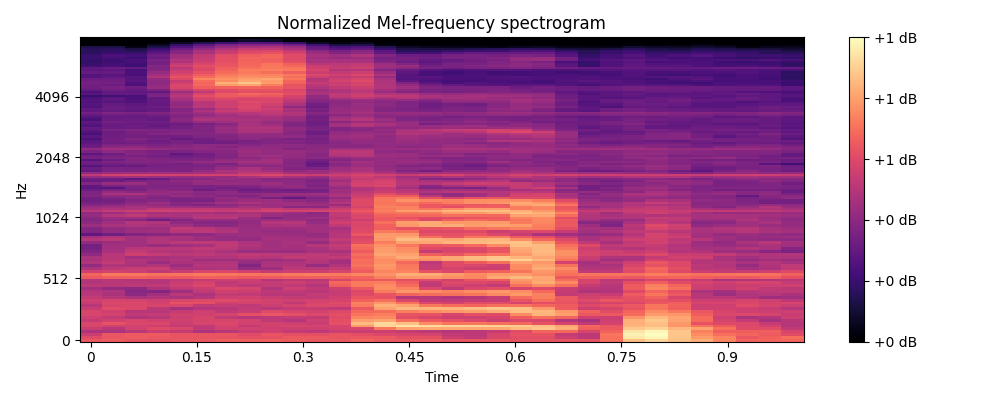 Normalized Mel-frequency spectrogram
Hz
4096
2048
1024
512
0
0 0.15 0.3 0.45 0.6 0.75 0.9
Time
+1 dB
+1 dB
+1 dB
+0 dB
+0 dB
+0 dB